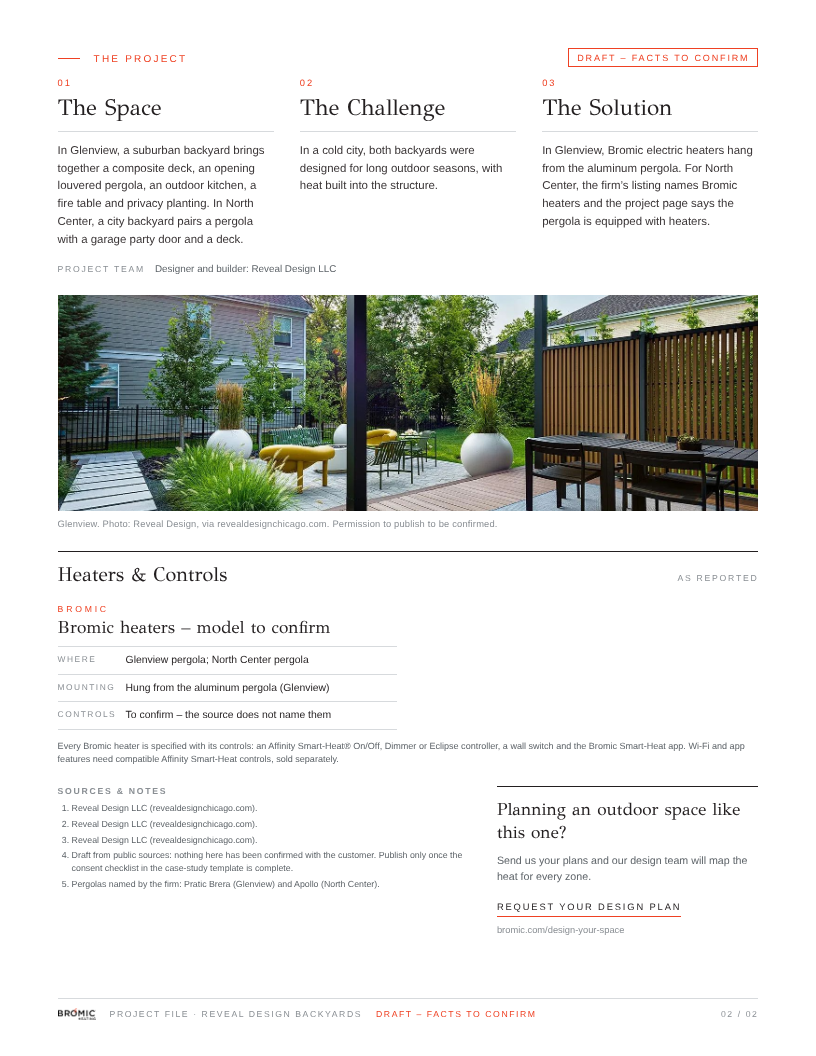 THE PROJECT
DRAFT – FACTS TO CONFIRM
01
The Space
In Glenview, a suburban backyard brings
together a composite deck, an opening
louvered pergola, an outdoor kitchen, a
fire table and privacy planting. In North
Center, a city backyard pairs a pergola
with a garage party door and a deck.
02
The Challenge
In a cold city, both backyards were
designed for long outdoor seasons, with
heat built into the structure.
03
The Solution
In Glenview, Bromic electric heaters hang
from the aluminum pergola. For North
Center, the firm's listing names Bromic
heaters and the project page says the
pergola is equipped with heaters.
PROJECT TEAM Designer and builder: Reveal Design LLC
Glenview. Photo: Reveal Design, via revealdesignchicago.com. Permission to publish to be confirmed.
Heaters & Controls
AS REPORTED
BROMIC
Bromic heaters – model to confirm
WHERE Glenview pergola; North Center pergola
MOUNTING Hung from the aluminum pergola (Glenview)
CONTROLS To confirm – the source does not name them
Every Bromic heater is specified with its controls: an Affinity Smart-Heat® On/Off, Dimmer or Eclipse controller, a wall switch and the Bromic Smart-Heat app. Wi-Fi and app
features need compatible Affinity Smart-Heat controls, sold separately.
SOURCES & NOTES
1. Reveal Design LLC (revealdesignchicago.com).
2. Reveal Design LLC (revealdesignchicago.com).
3. Reveal Design LLC (revealdesignchicago.com).
4. Draft from public sources: nothing here has been confirmed with the customer. Publish only once the
consent checklist in the case-study template is complete.
5. Pergolas named by the firm: Pratic Brera (Glenview) and Apollo (North Center).
Planning an outdoor space like
this one?
Send us your plans and our design team will map the
heat for every zone.
REQUEST YOUR DESIGN PLAN
bromic.com/design-your-space
BROMIC HEATING PROJECT FILE · REVEAL DESIGN BACKYARDS DRAFT – FACTS TO CONFIRM 02 / 02